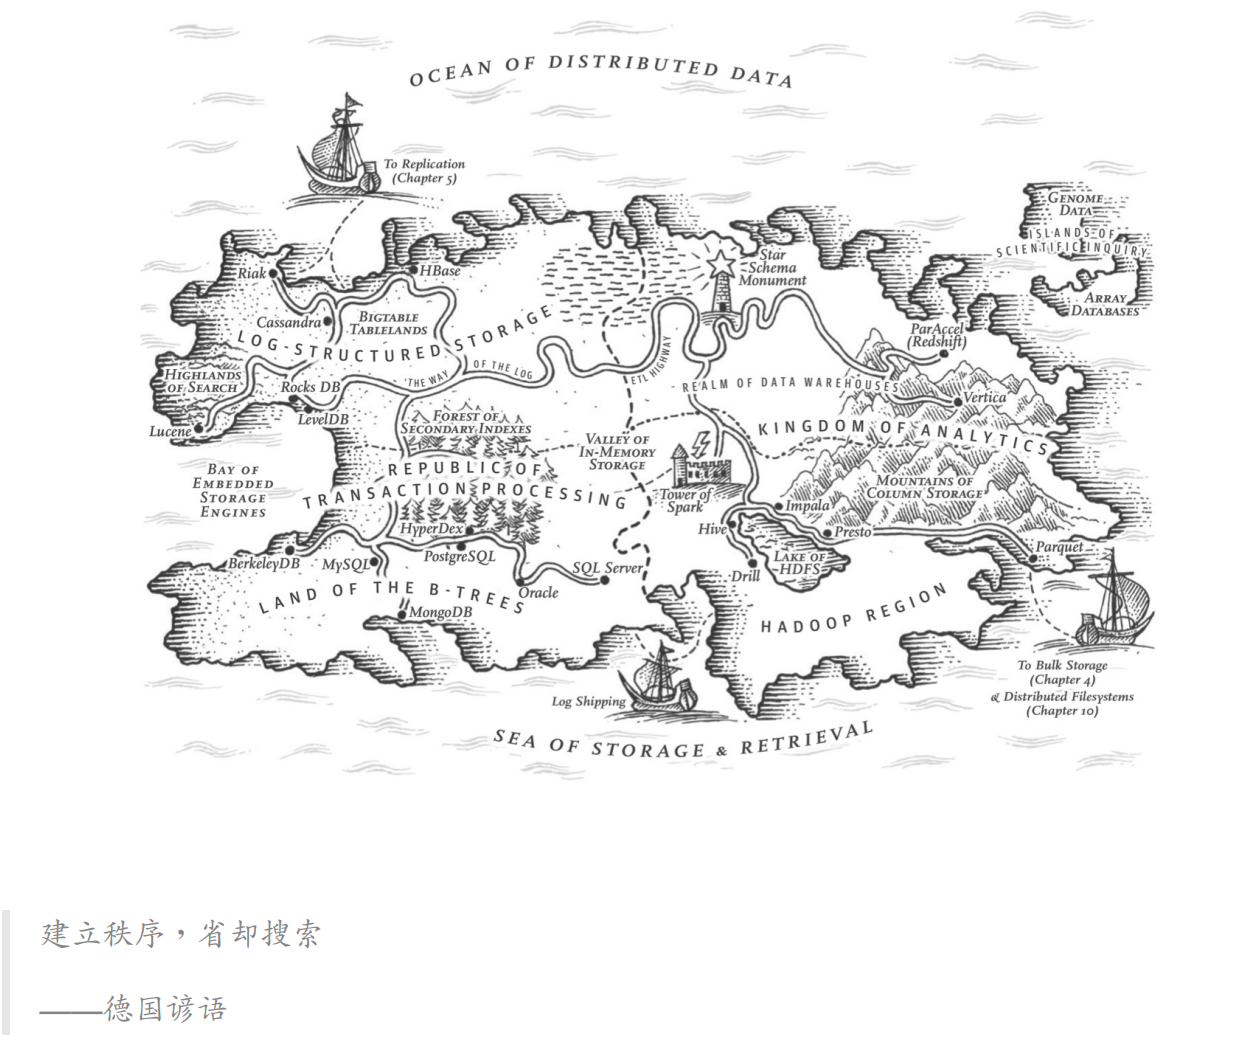 OCEAN OF DISTRIBUTED DATA
To Replication
(Chapter 5)
GENOME
DATA
ISLANDS OF
SCIENTIFIC INQUIRY
ARRAY
DATABASES
Riak
HBase
Star
Schema
Monument
Cassandra
BIGTABLE
TABLELANDS
LOG-STRUCTURED STORAGE
ParAccel
(Redshift)
HIGHLANDS
OF SEARCH
Rocks DB
THE WAY
OF THE LOG
ETL HIGHWAY
REALM OF DATA WAREHOUSES
Vertica
LevelDB
Lucene
FOREST OF
SECONDARY INDEXES
VALLEY OF
IN-MEMORY
STORAGE
KINGDOM OF ANALYTICS
BAY OF
EMBEDDED
STORAGE
ENGINES
REPUBLIC OF
TRANSACTION PROCESSING
MOUNTAINS OF
COLUMN STORAGE
Tower of
Spark
Impala
HyperDex
Hive
Presto
BerkeleyDB
MySQL
PostgreSQL
SQL Server
Oracle
LAKE OF
HDFS
Drill
Parquet
LAND OF THE B-TREES
MongoDB
HADOOP REGION
Log Shipping
To Bulk Storage
(Chapter 4)
& Distributed Filesystems
(Chapter 10)
SEA OF STORAGE & RETRIEVAL
建立秩序，省却搜索
——德国谚语